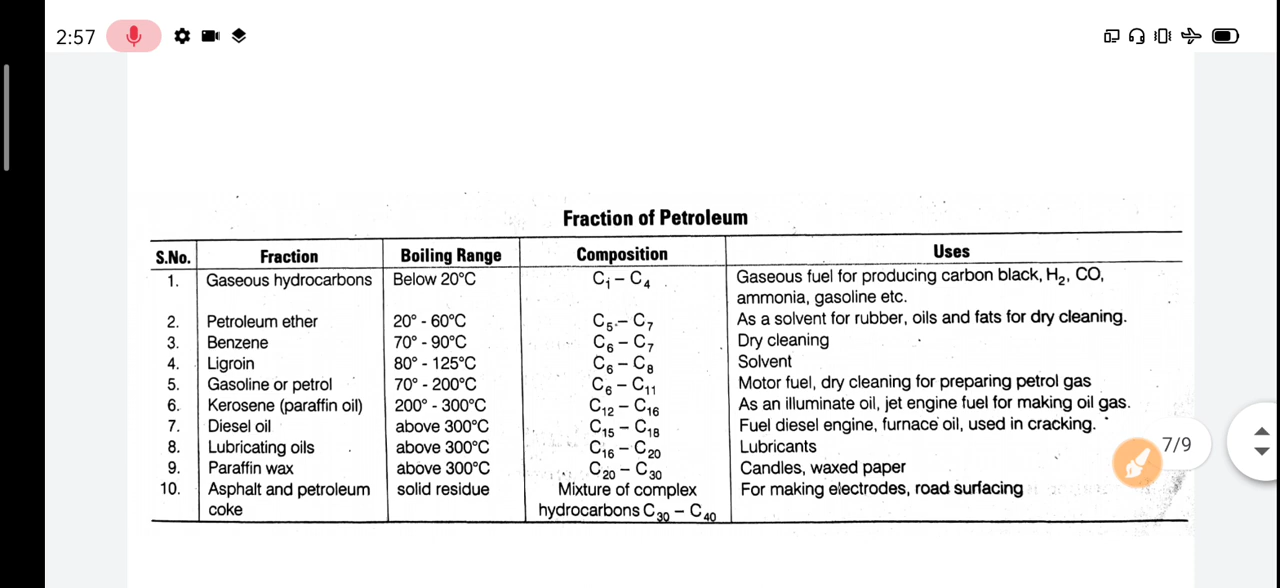 2:57
Fraction of Petroleum
S.No. Fraction Boiling Range Composition Uses
1. Gaseous hydrocarbons Below 20°C C₁ – C₄ Gaseous fuel for producing carbon black, H₂, CO,
ammonia, gasoline etc.
2. Petroleum ether 20° - 60°C C₅ – C₇ As a solvent for rubber, oils and fats for dry cleaning.
3. Benzene 70° - 90°C C₆ – C₇ Dry cleaning
4. Ligroin 80° - 125°C C₆ – C₈ Solvent
5. Gasoline or petrol 70° - 200°C C₆ – C₁₁ Motor fuel, dry cleaning for preparing petrol gas
6. Kerosene (paraffin oil) 200° - 300°C C₁₂ – C₁₆ As an illuminate oil, jet engine fuel for making oil gas.
7. Diesel oil above 300°C C₁₅ – C₁₈ Fuel diesel engine, furnace oil, used in cracking.
8. Lubricating oils above 300°C C₁₆ – C₂₀ Lubricants
9. Paraffin wax above 300°C C₂₀ – C₃₀ Candles, waxed paper
10. Asphalt and petroleum solid residue Mixture of complex For making electrodes, road surfacing
coke hydrocarbons C₃₀ – C₄₀
7/9